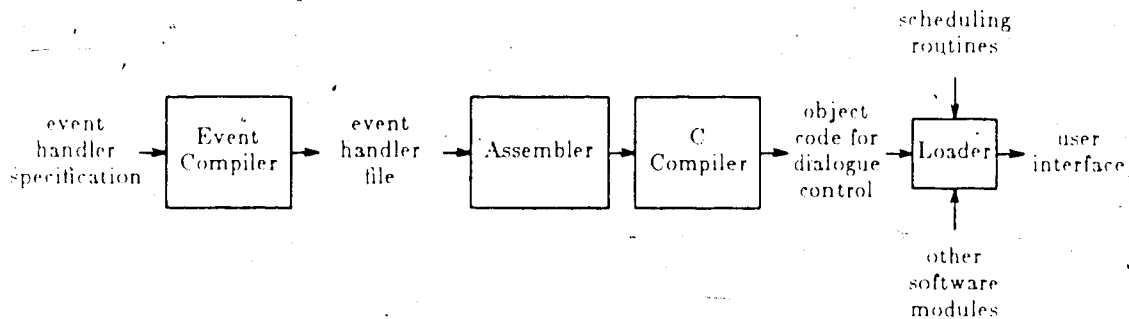 scheduling
routines
event
handler
specification
Event
Compiler
event
handler
file
Assembler
C
Compiler
object
code for
dialogue
control
Loader
user
interface
other
software
modules